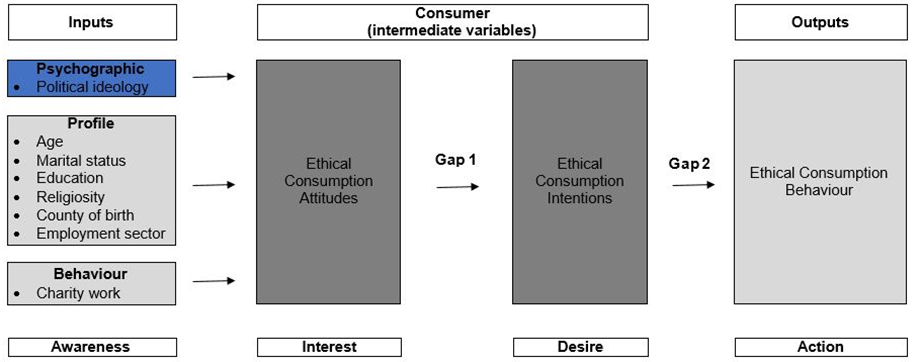 Inputs
Consumer
(intermediate variables)
Outputs
Psychographic
• Political ideology
Profile
• Age
• Marital status
• Education
• Religiosity
• County of birth
• Employment sector
Behaviour
• Charity work
Ethical
Consumption
Attitudes
Gap 1
Ethical
Consumption
Intentions
Gap 2
Ethical Consumption
Behaviour
Awareness
Interest
Desire
Action